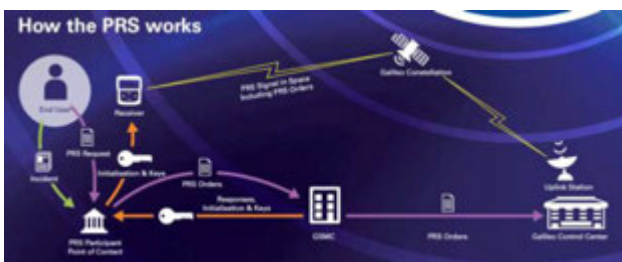 How the PRS works
End User
Receiver
PRS Signal in Space
Including PRS Orders
Galileo Constellation
PRS Request
Initialisation & Keys
Incident
PRS Orders
Uplink Station
Responses,
Initialisation & Keys
PRS Participant
Point of Contact
GSMC
PRS Orders
Galileo Control Center